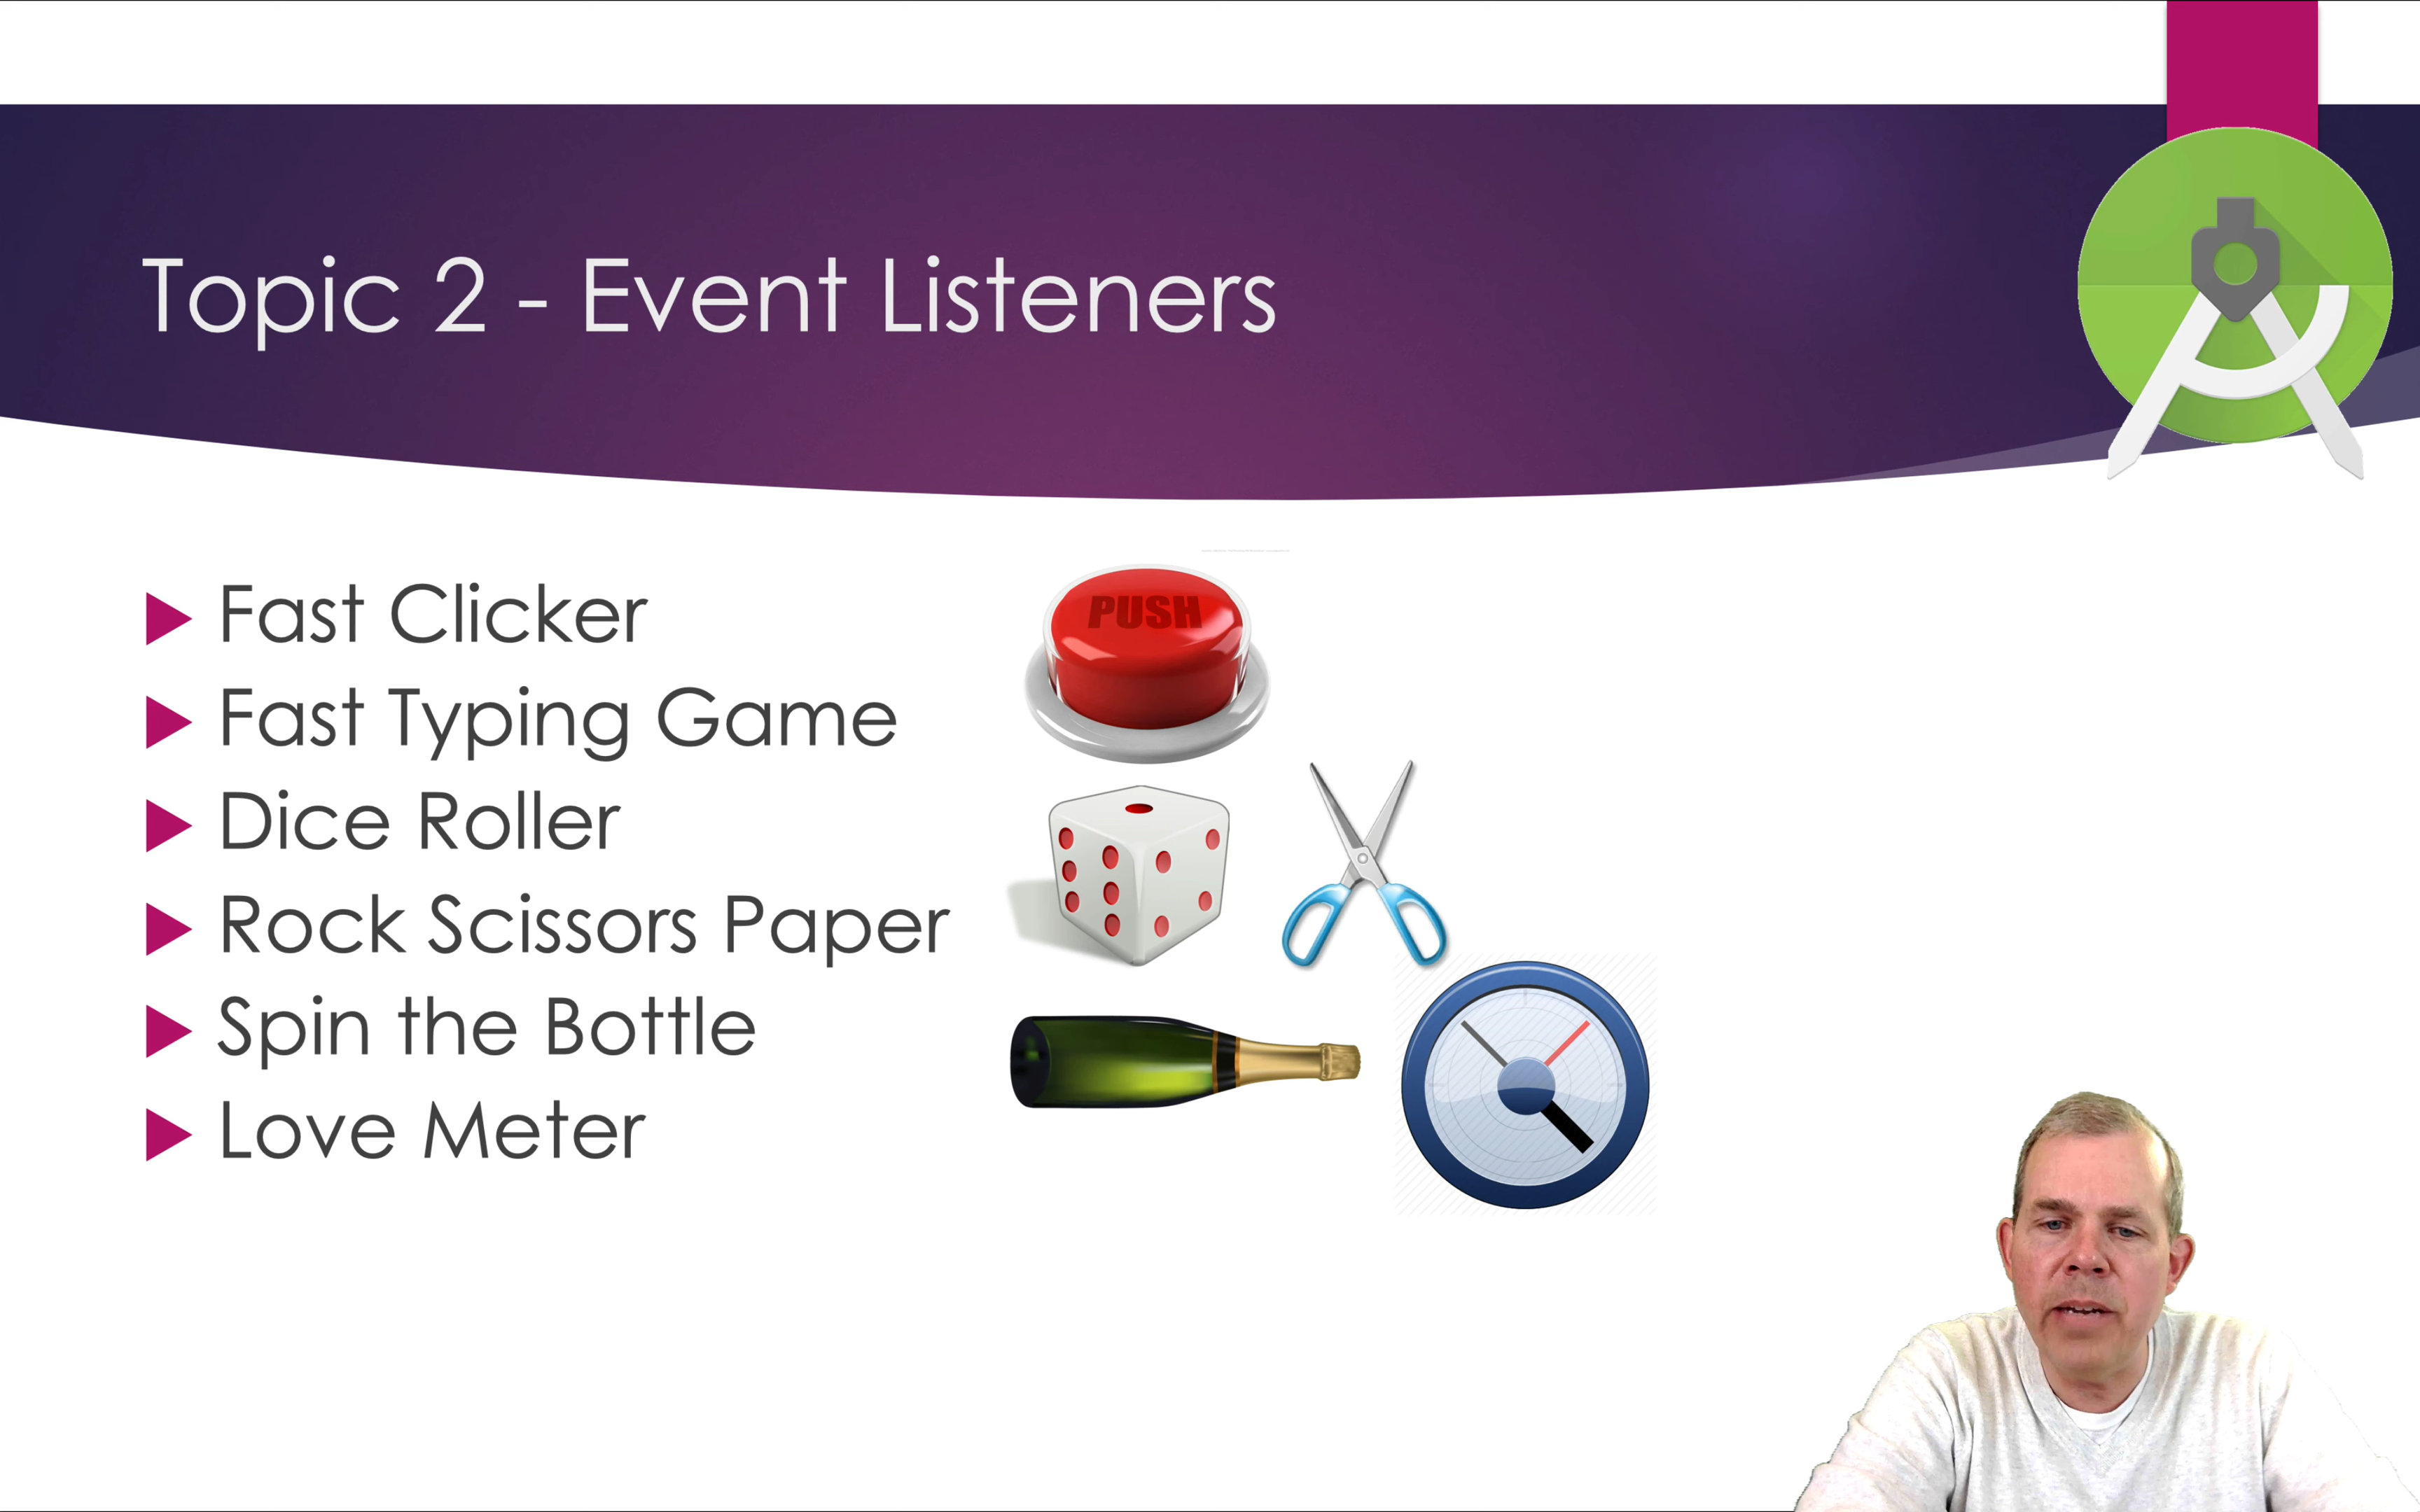 Topic 2 - Event Listeners
Fast Clicker
Fast Typing Game
Dice Roller
Rock Scissors Paper
Spin the Bottle
Love Meter
PUSH